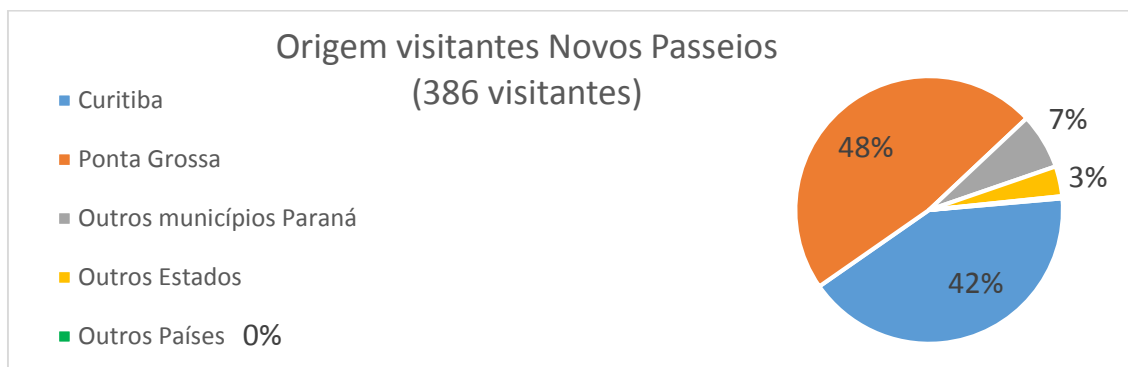 Origem visitantes Novos Passeios
(386 visitantes)
Curitiba
Ponta Grossa
Outros municípios Paraná
Outros Estados
Outros Países 0%
48%
7%
3%
42%